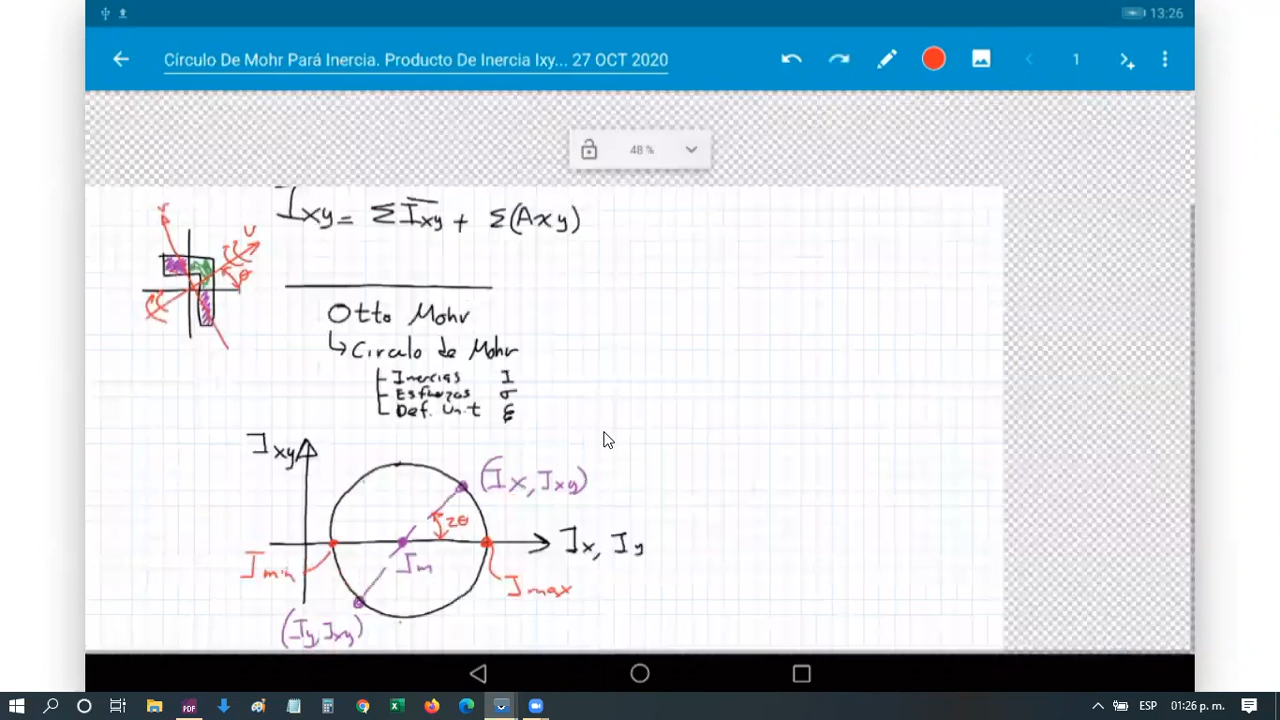 13:26
Círculo De Mohr Pará Inercia. Producto De Inercia Ixy... 27 OCT 2020
1
48 %
Ixy = Σ Ixy + Σ(Axy)
U
θ
Otto Mohr
Circulo de Mohr
Inercias I
Esfuerzos σ
Def. Unit ε
Ixy
(Ix, Ixy)
2θ
Ix, Iy
Im
Imin
Imax
(Iy, Ixy)
ESP 01:26 p. m.